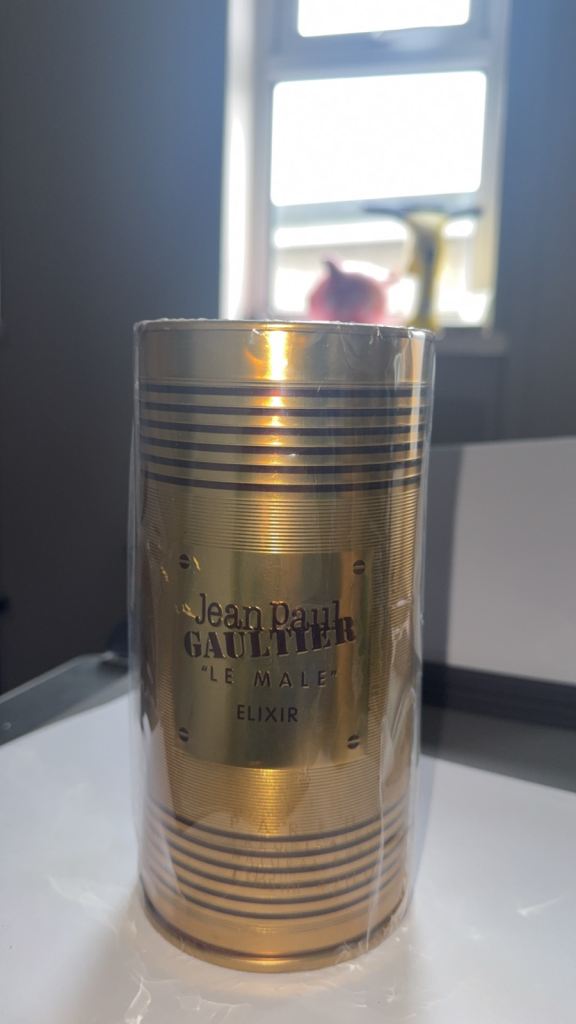 Jean Paul
GAULTIER
"LE MALE"
ELIXIR